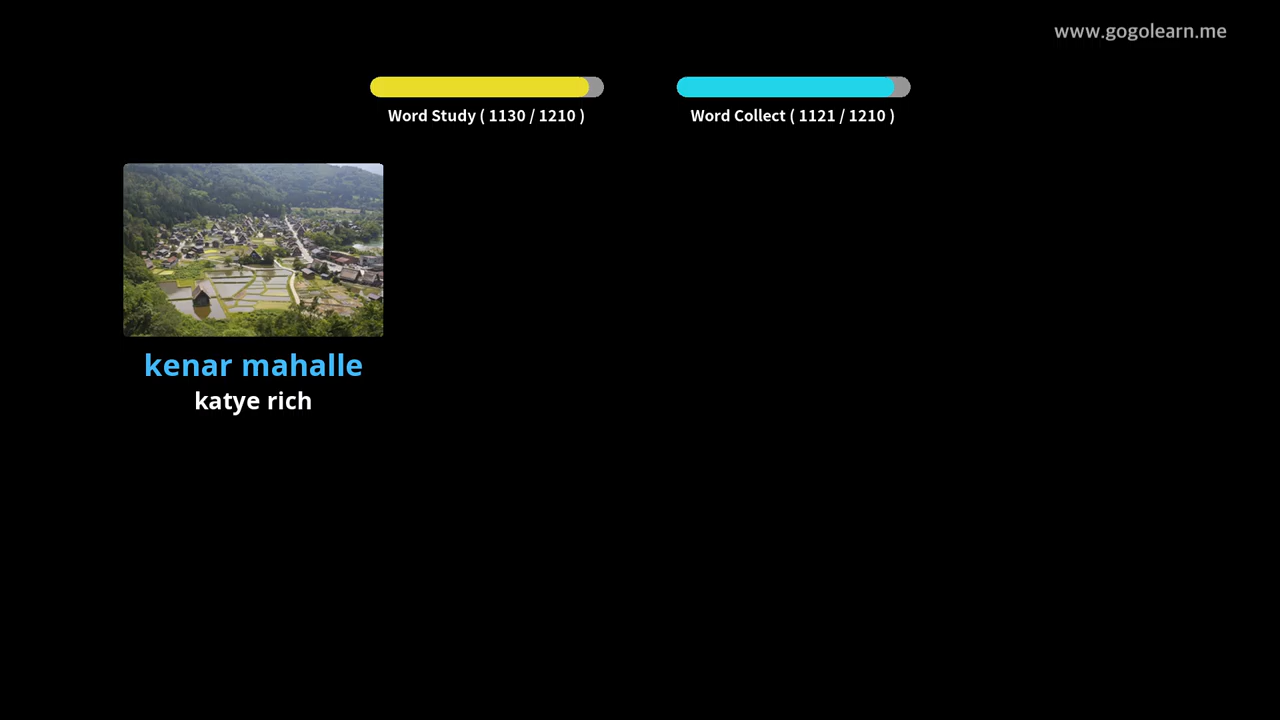 www.gogolearn.me
Word Study ( 1130 / 1210 )
Word Collect ( 1121 / 1210 )
kenar mahalle
katye rich